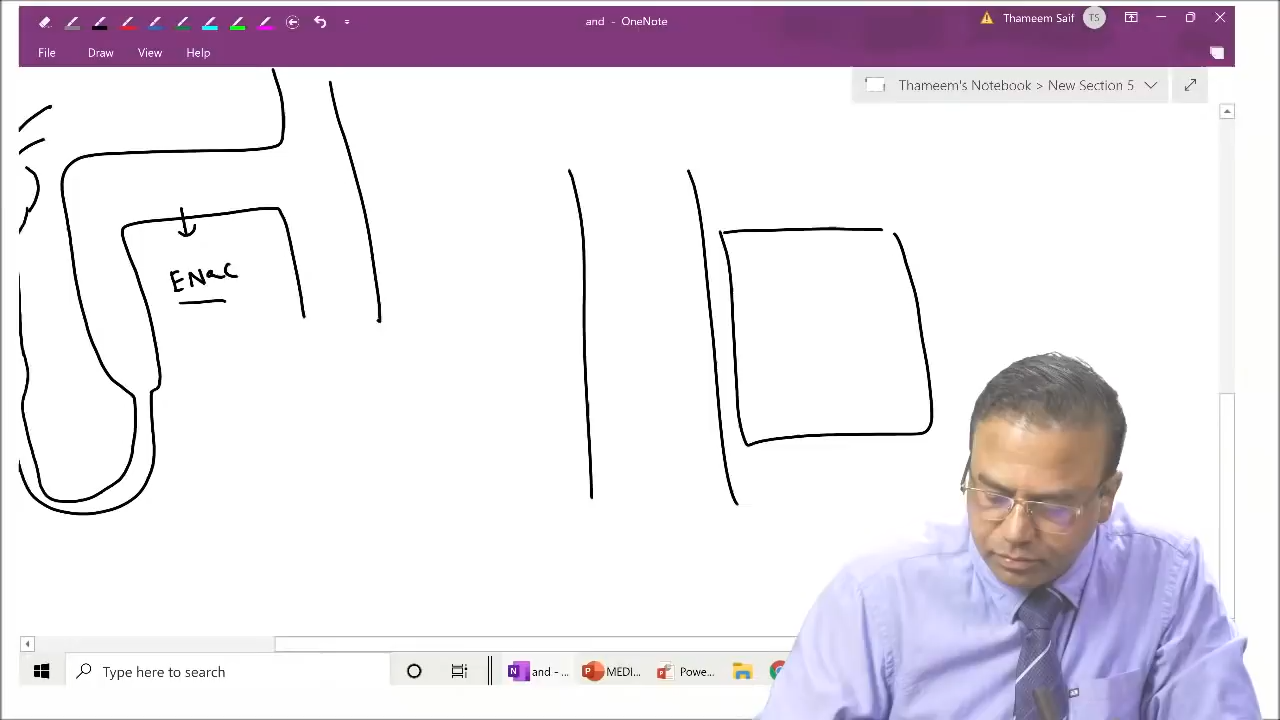 and - OneNote
Thameem Saif
TS
File
Draw
View
Help
Thameem's Notebook > New Section 5
ENaC
Type here to search
and - ...
MEDI...
Powe...